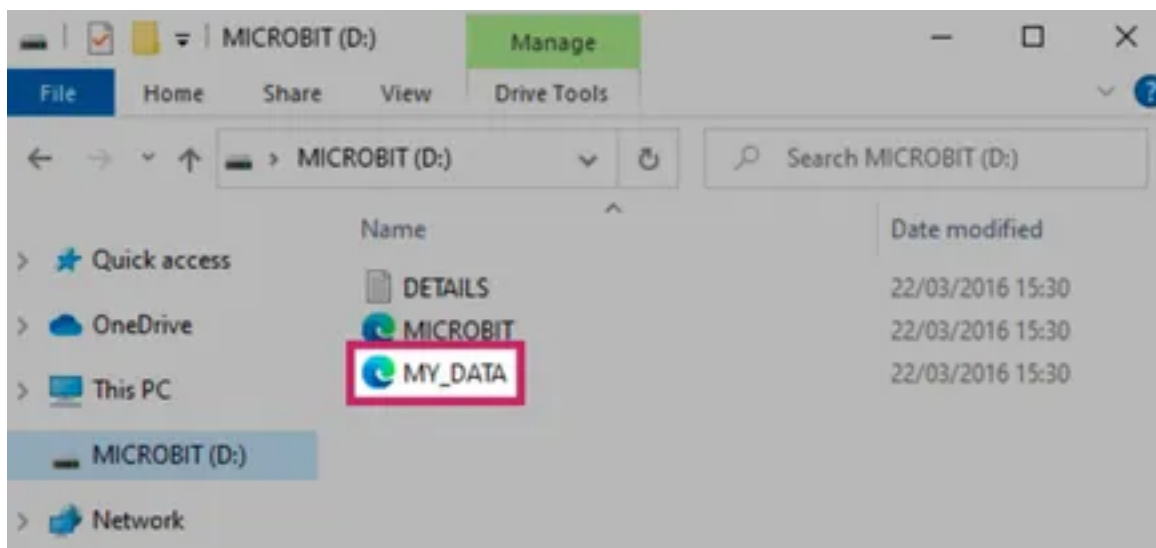 MICROBIT (D:) Manage
File Home Share View Drive Tools ?
MICROBIT (D:) Search MICROBIT (D:)
Name Date modified
Quick access
DETAILS 22/03/2016 15:30
OneDrive
MICROBIT 22/03/2016 15:30
MY_DATA 22/03/2016 15:30
This PC
MICROBIT (D:)
Network